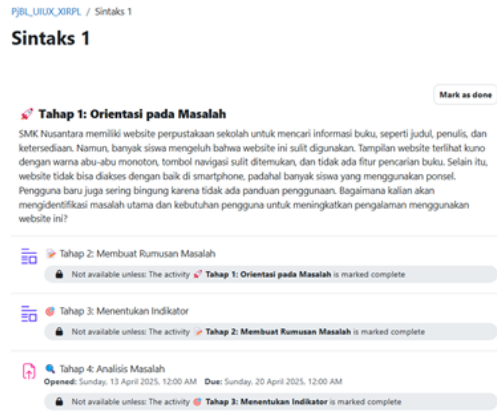 PjBL_UIUX_XIRPL / Sintaks 1
Sintaks 1
Mark as done
🚀 Tahap 1: Orientasi pada Masalah
SMK Nusantara memiliki website perpustakaan sekolah untuk mencari informasi buku, seperti judul, penulis, dan
ketersediaan. Namun, banyak siswa mengeluh bahwa website ini sulit digunakan. Tampilan website terlihat kuno
dengan warna abu-abu monoton, tombol navigasi sulit ditemukan, dan tidak ada fitur pencarian buku. Selain itu,
website tidak bisa diakses dengan baik di smartphone, padahal banyak siswa yang menggunakan ponsel.
Pengguna baru juga sering bingung karena tidak ada panduan penggunaan. Bagaimana kalian akan
mengidentifikasi masalah utama dan kebutuhan pengguna untuk meningkatkan pengalaman menggunakan
website ini?
📝 Tahap 2: Membuat Rumusan Masalah
Not available unless: The activity 🚀 Tahap 1: Orientasi pada Masalah is marked complete
🎯 Tahap 3: Menentukan Indikator
Not available unless: The activity 📝 Tahap 2: Membuat Rumusan Masalah is marked complete
🔍 Tahap 4: Analisis Masalah
Opened: Sunday, 13 April 2025, 12:00 AM Due: Sunday, 20 April 2025, 12:00 AM
Not available unless: The activity 🎯 Tahap 3: Menentukan Indikator is marked complete